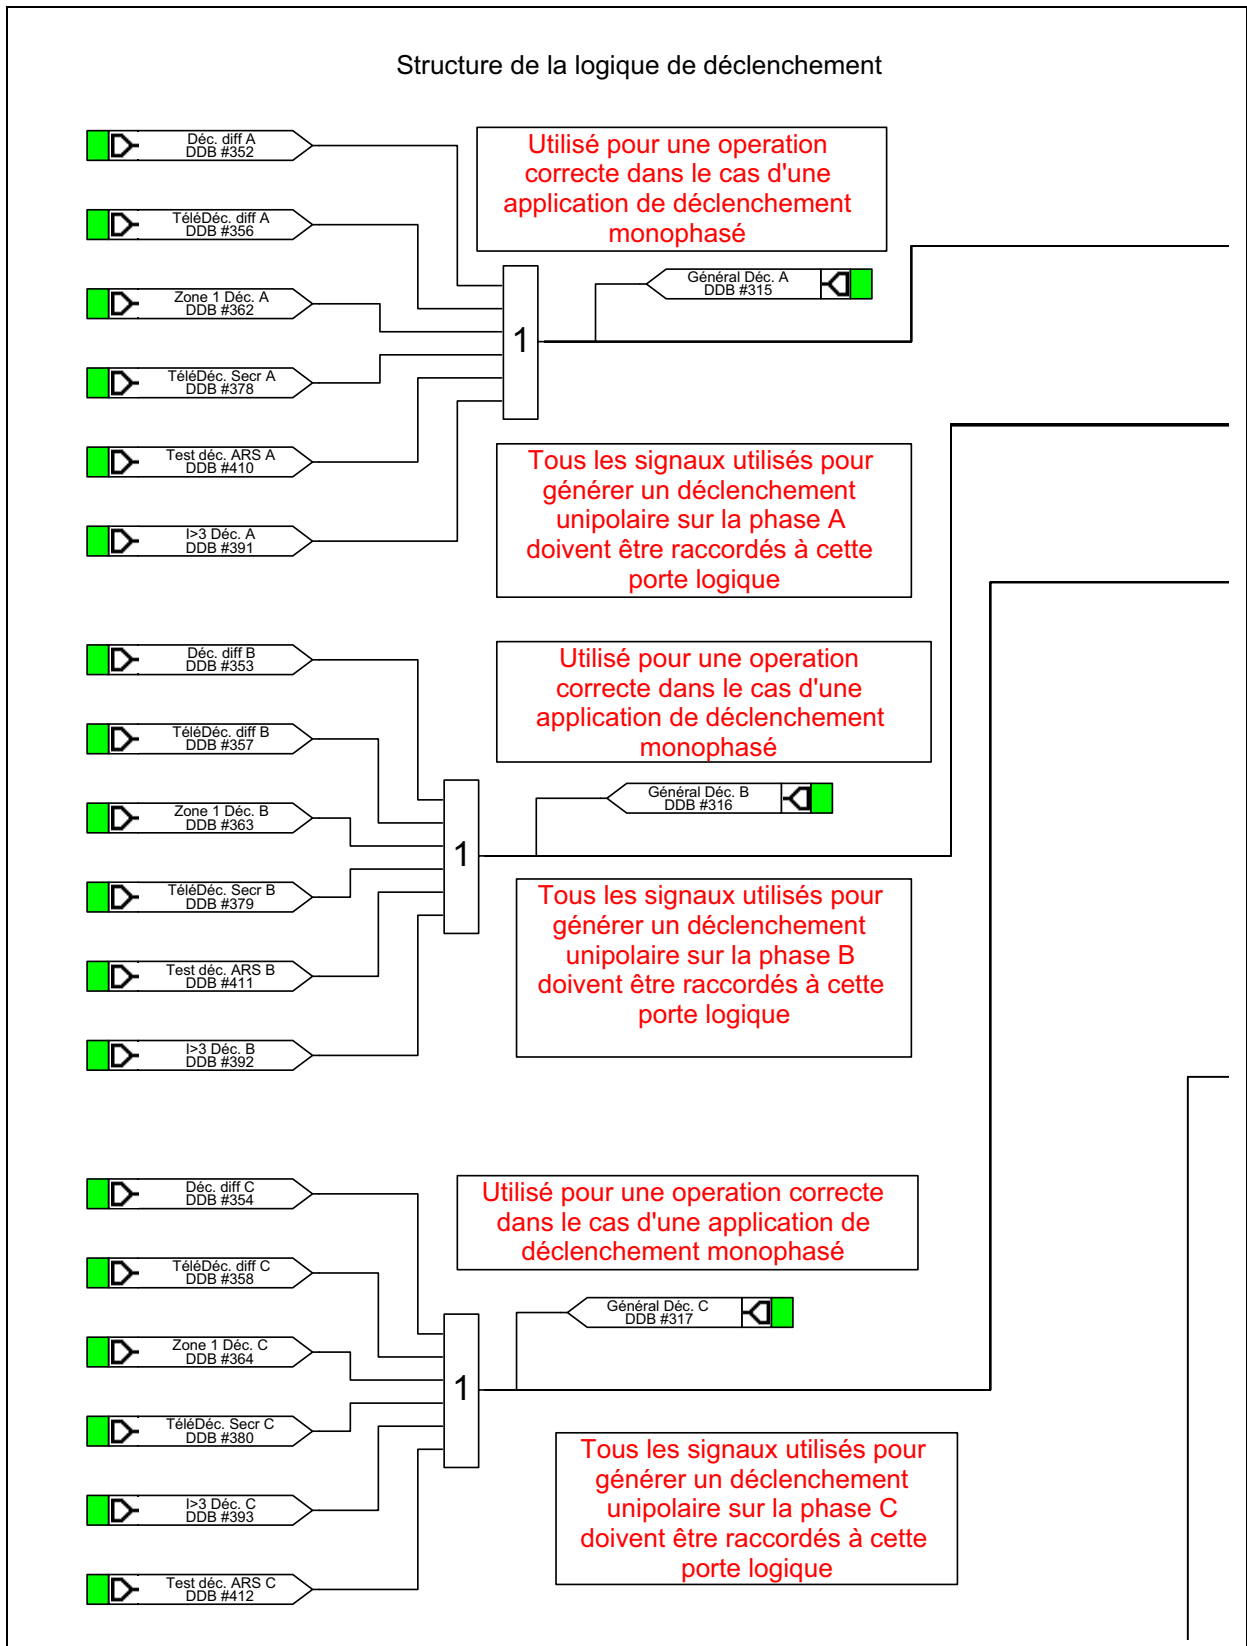 Structure de la logique de déclenchement
Déc. diff A
DDB #352
TéléDéc. diff A
DDB #356
Zone 1 Déc. A
DDB #362
TéléDéc. Secr A
DDB #378
Test déc. ARS A
DDB #410
I>3 Déc. A
DDB #391
Utilisé pour une operation
correcte dans le cas d'une
application de déclenchement
monophasé
Général Déc. A
DDB #315
1
Tous les signaux utilisés pour
générer un déclenchement
unipolaire sur la phase A
doivent être raccordés à cette
porte logique
Déc. diff B
DDB #353
TéléDéc. diff B
DDB #357
Zone 1 Déc. B
DDB #363
TéléDéc. Secr B
DDB #379
Test déc. ARS B
DDB #411
I>3 Déc. B
DDB #392
Utilisé pour une operation
correcte dans le cas d'une
application de déclenchement
monophasé
Général Déc. B
DDB #316
1
Tous les signaux utilisés pour
générer un déclenchement
unipolaire sur la phase B
doivent être raccordés à cette
porte logique
Déc. diff C
DDB #354
TéléDéc. diff C
DDB #358
Zone 1 Déc. C
DDB #364
TéléDéc. Secr C
DDB #380
I>3 Déc. C
DDB #393
Test déc. ARS C
DDB #412
Utilisé pour une operation correcte
dans le cas d'une application de
déclenchement monophasé
Général Déc. C
DDB #317
1
Tous les signaux utilisés pour
générer un déclenchement
unipolaire sur la phase C
doivent être raccordés à cette
porte logique